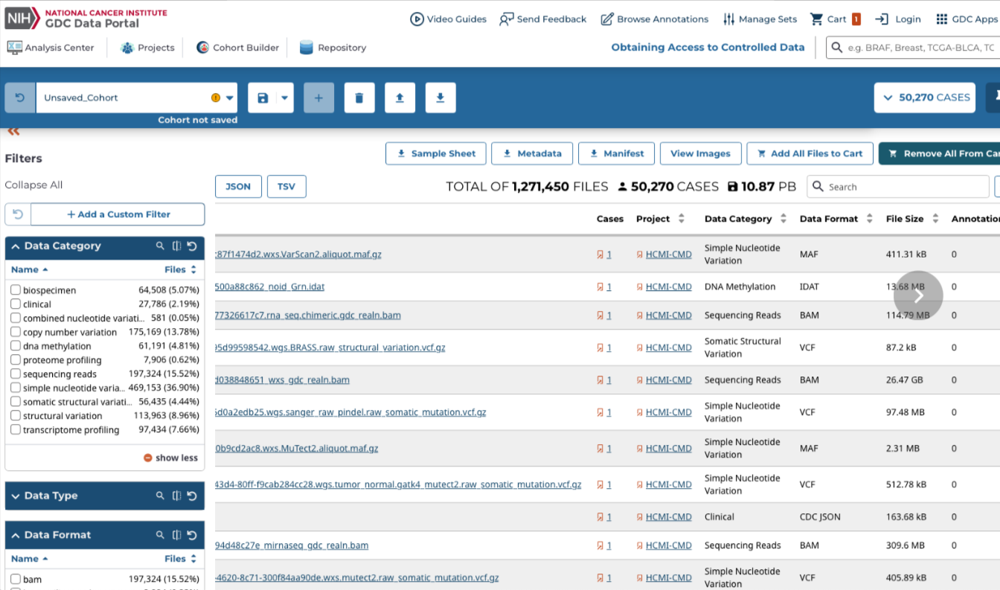 NIH NATIONAL CANCER INSTITUTE
GDC Data Portal
Video Guides Send Feedback Browse Annotations Manage Sets Cart 1 Login GDC Apps
Analysis Center Projects Cohort Builder Repository
Obtaining Access to Controlled Data
e.g. BRAF, Breast, TCGA-BLCA, TC
Unsaved_Cohort
50,270 CASES
Cohort not saved
Filters
Sample Sheet Metadata Manifest View Images Add All Files to Cart Remove All From Car
Collapse All
JSON TSV
TOTAL OF 1,271,450 FILES 50,270 CASES 10.87 PB
Search
+ Add a Custom Filter
Cases Project Data Category Data Format File Size Annotation
Data Category
Name Files
biospecimen 64,508 (5.07%)
clinical 27,786 (2.19%)
combined nucleotide variati... 581 (0.05%)
copy number variation 175,169 (13.78%)
dna methylation 61,191 (4.81%)
proteome profiling 7,906 (0.62%)
sequencing reads 197,324 (15.52%)
simple nucleotide varia... 469,153 (36.90%)
somatic structural variati... 56,435 (4.44%)
structural variation 113,963 (8.96%)
transcriptome profiling 97,434 (7.66%)
show less
Data Type
Data Format
Name Files
bam 197,324 (15.52%)
:87f1474d2.wxs.VarScan2.aliquot.maf.gz 1 HCMI-CMD Simple Nucleotide Variation MAF 411.31 kB 0
500a88c862_noid_Grn.idat 1 HCMI-CMD DNA Methylation IDAT 13.68 MB 0
77326617c7.rna_seq.chimeric.gdc_realn.bam 1 HCMI-CMD Sequencing Reads BAM 114.79 MB 0
95d99598542.wgs.BRASS.raw_structural_variation.vcf.gz 1 HCMI-CMD Somatic Structural Variation VCF 87.2 kB 0
d038848651_wxs_gdc_realn.bam 1 HCMI-CMD Sequencing Reads BAM 26.47 GB 0
5d0a2edb25.wgs.sanger_raw_pindel.raw_somatic_mutation.vcf.gz 1 HCMI-CMD Simple Nucleotide Variation VCF 97.48 MB 0
0b9cd2ac8.wxs.MuTect2.aliquot.maf.gz 1 HCMI-CMD Simple Nucleotide Variation MAF 2.31 MB 0
43d4-80ff-f9cab284cc28.wgs.tumor_normal.gatk4_mutect2.raw_somatic_mutation.vcf.gz 1 HCMI-CMD Simple Nucleotide Variation VCF 512.78 kB 0
1 HCMI-CMD Clinical CDC JSON 163.68 kB 0
94d48c27e_mirnaseq_gdc_realn.bam 1 HCMI-CMD Sequencing Reads BAM 309.6 MB 0
-4620-8c71-300f84aa90de.wxs.mutect2.raw_somatic_mutation.vcf.gz 1 HCMI-CMD Simple Nucleotide Variation VCF 405.89 kB 0